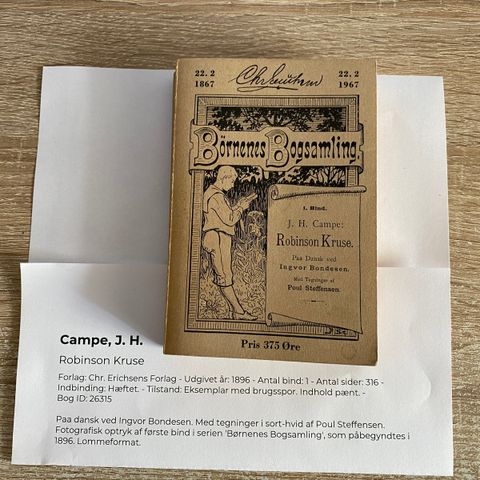 22. 2
1867
22. 2
1967
Börnenes Bogsamling.
1. Bind.
J. H. Campe:
Robinson Kruse.
Paa Dansk ved
Ingvor Bondesen.
Med Tegninger af
Poul Steffensen.
Pris 375 Øre
Campe, J. H.
Robinson Kruse
Forlag: Chr. Erichsens Forlag - Udgivet år: 1896 - Antal bind: 1 - Antal sider: 316 -
Indbinding: Hæftet. - Tilstand: Eksemplar med brugsspor. Indhold pænt. -
Bog ID: 26315
Paa dansk ved Ingvor Bondesen. Med tegninger i sort-hvid af Poul Steffensen.
Fotografisk optryk af første bind i serien 'Børnenes Bogsamling', som påbegyndtes i
1896. Lommeformat.